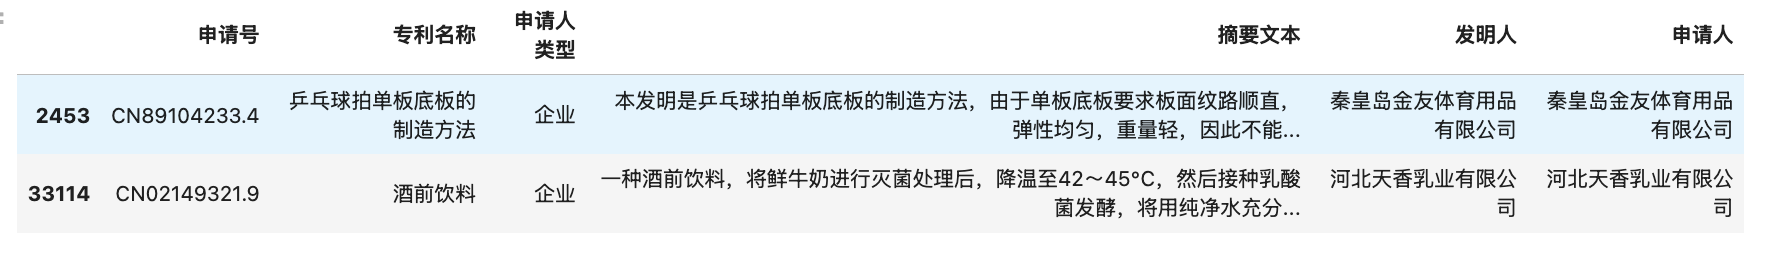 申请号 专利名称 申请人类型 摘要文本 发明人 申请人
2453 CN89104233.4 乒乓球拍单板底板的制造方法 企业 本发明是乒乓球拍单板底板的制造方法，由于单板底板要求板面纹路顺直，弹性均匀，重量轻，因此不能... 秦皇岛金友体育用品有限公司 秦皇岛金友体育用品有限公司
33114 CN02149321.9 酒前饮料 企业 一种酒前饮料，将鲜牛奶进行灭菌处理后，降温至42～45°C，然后接种乳酸菌发酵，将用纯净水充分... 河北天香乳业有限公司 河北天香乳业有限公司